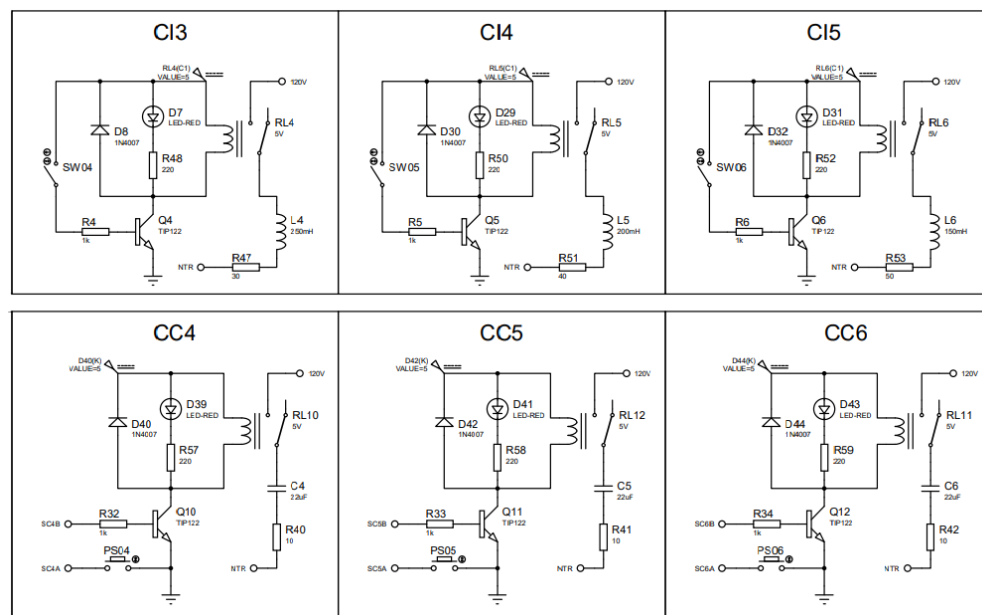 CI3
RL4(C1)
VALUE=5
120V
D7
LED-RED
D8
1N4007
RL4
5V
R48
220
SW04
R4
1k
Q4
TIP122
L4
250mH
NTR
R47
30
CI4
RL5(C1)
VALUE=5
120V
D29
LED-RED
D30
1N4007
RL5
5V
R50
220
SW05
R5
1k
Q5
TIP122
L5
200mH
NTR
R51
40
CI5
RL6(C1)
VALUE=5
120V
D31
LED-RED
D32
1N4007
RL6
5V
R52
220
SW06
R6
1k
Q6
TIP122
L6
150mH
NTR
R53
50
CC4
D40(K)
VALUE=5
120V
D39
LED-RED
D40
1N4007
RL10
5V
R57
220
C4
22uF
R32
1k
SC4B
Q10
TIP122
R40
10
PS04
SC4A
NTR
CC5
D42(K)
VALUE=5
120V
D41
LED-RED
D42
1N4007
RL12
5V
R58
220
C5
22uF
R33
1k
SC5B
Q11
TIP122
R41
10
PS05
SC5A
NTR
CC6
D44(K)
VALUE=5
120V
D43
LED-RED
D44
1N4007
RL11
5V
R59
220
C6
22uF
R34
1k
SC6B
Q12
TIP122
R42
10
PS06
SC6A
NTR